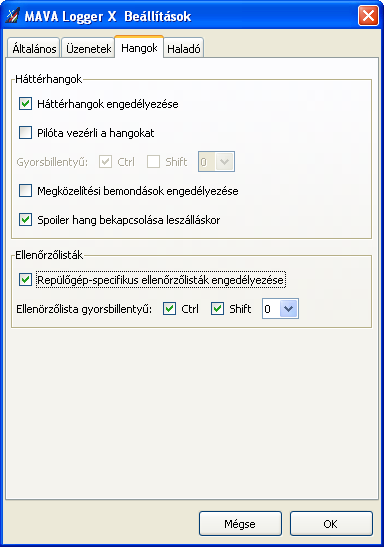 MAVA Logger X Beállítások
Általános Üzenetek Hangok Haladó
Háttérhangok
Háttérhangok engedélyezése
Pilóta vezérli a hangokat
Gyorsbillentyű: Ctrl Shift 0
Megközelítési bemondások engedélyezése
Spoiler hang bekapcsolása leszálláskor
Ellenőrzőlisták
Repülőgép-specifikus ellenőrzőlisták engedélyezése
Ellenörzőlista gyorsbillentyű: Ctrl Shift 0
Mégse OK